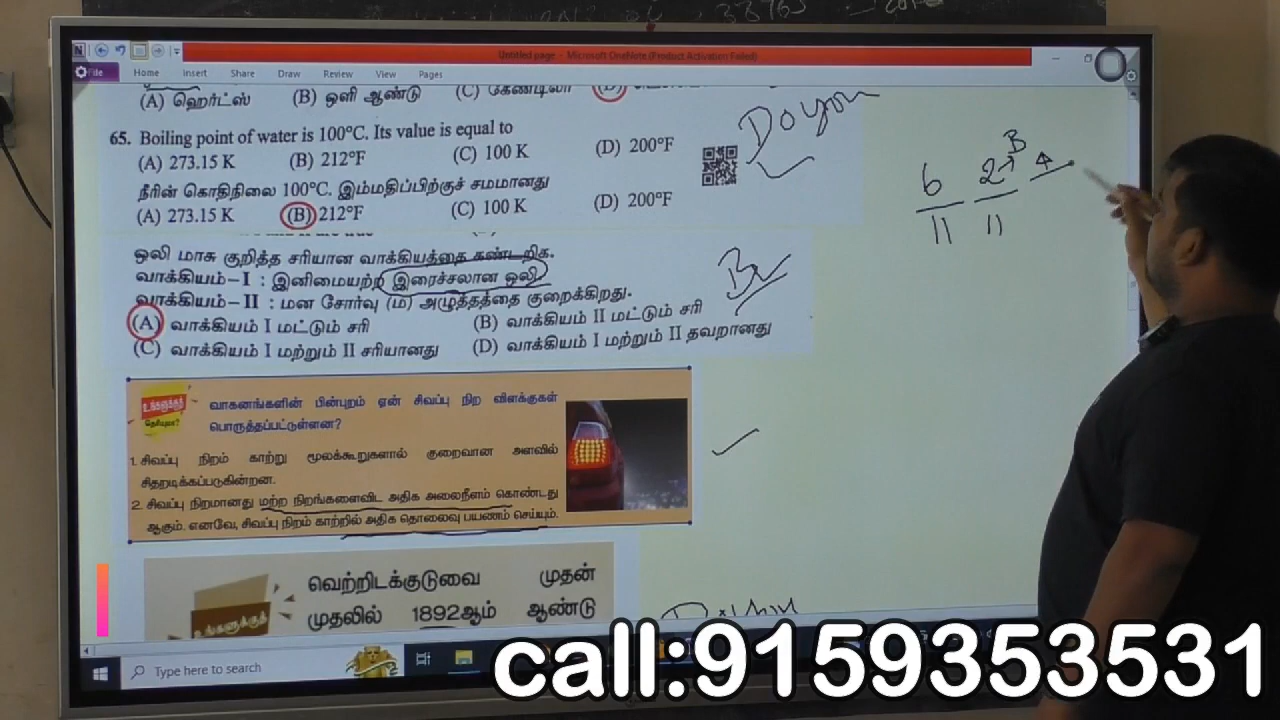 Untitled page - Microsoft OneNote (Product Activation Failed)
File Home Insert Share Draw Review View Pages
(A) ஹெர்ட்ஸ் (B) ஒளி ஆண்டு (C) கேண்டிலா
65. Boiling point of water is 100°C. Its value is equal to
(A) 273.15 K (B) 212°F (C) 100 K (D) 200°F
நீரின் கொதிநிலை 100°C. இம்மதிப்பிற்குச் சமமானது
(A) 273.15 K (B) 212°F (C) 100 K (D) 200°F
6 2 B 4
11 11
ஒலி மாசு குறித்த சரியான வாக்கியத்தை கண்டறிக.
வாக்கியம்-I : இனிமையற்ற இரைச்சலான ஒலி
வாக்கியம்-II : மன சோர்வு (ம) அழுத்தத்தை குறைக்கிறது.
(A) வாக்கியம் I மட்டும் சரி (B) வாக்கியம் II மட்டும் சரி
(C) வாக்கியம் I மற்றும் II சரியானது (D) வாக்கியம் I மற்றும் II தவறானது
உங்களுக்குத் தெரியுமா?
வாகனங்களின் பின்புறம் ஏன் சிவப்பு நிற விளக்குகள்
பொருத்தப்பட்டுள்ளன?
1. சிவப்பு நிறம் காற்று மூலக்கூறுகளால் குறைவான அளவில்
சிதறடிக்கப்படுகின்றன.
2. சிவப்பு நிறமானது மற்ற நிறங்களைவிட அதிக அலைநீளம் கொண்டது
ஆகும். எனவே, சிவப்பு நிறம் காற்றில் அதிக தொலைவு பயணம் செய்யும்.
உங்களுக்குத்
வெற்றிடக்குடுவை முதன்
முதலில் 1892ஆம் ஆண்டு
Type here to search
call:9159353531